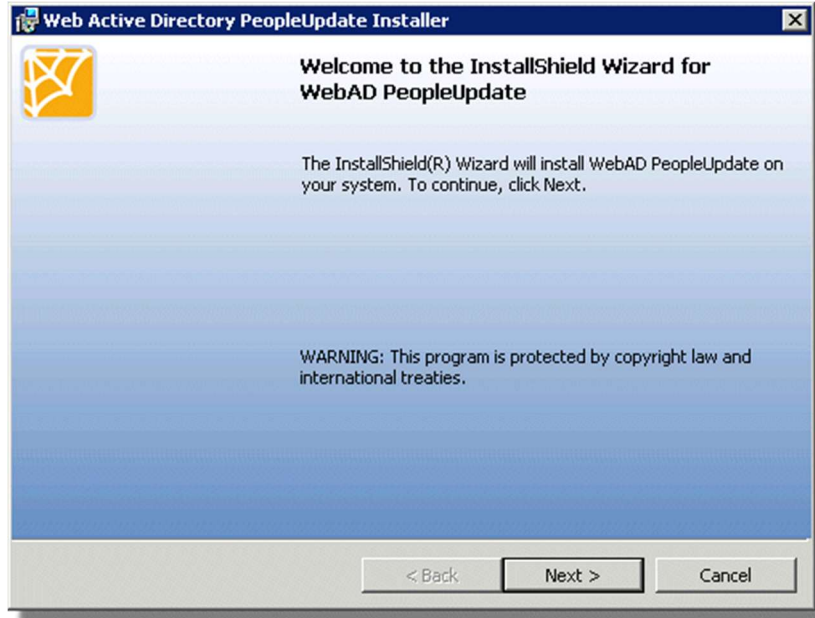 Web Active Directory PeopleUpdate Installer
Welcome to the InstallShield Wizard for
WebAD PeopleUpdate
The InstallShield(R) Wizard will install WebAD PeopleUpdate on
your system. To continue, click Next.
WARNING: This program is protected by copyright law and
international treaties.
< Back
Next >
Cancel